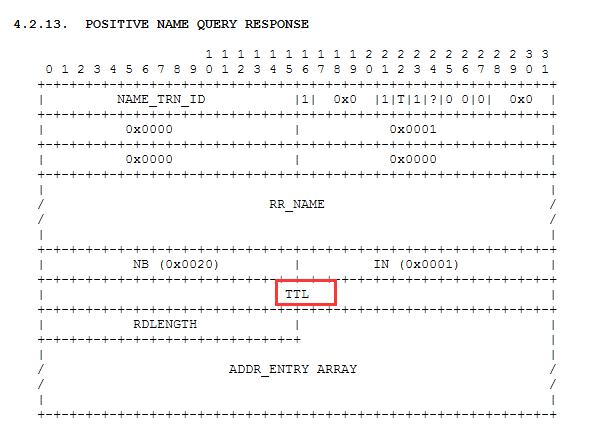 4.2.13.  POSITIVE NAME QUERY RESPONSE
                     1 1 1 1 1 1 1 1 1 1 2 2 2 2 2 2 2 2 2 2 3 3
 0 1 2 3 4 5 6 7 8 9 0 1 2 3 4 5 6 7 8 9 0 1 2 3 4 5 6 7 8 9 0 1
+-+-+-+-+-+-+-+-+-+-+-+-+-+-+-+-+-+-+-+-+-+-+-+-+-+-+-+-+-+-+-+-+
|         NAME_TRN_ID           |1|  0x0  |1|T|1|?|0 0|0|  0x0  |
+-+-+-+-+-+-+-+-+-+-+-+-+-+-+-+-+-+-+-+-+-+-+-+-+-+-+-+-+-+-+-+-+
|          0x0000               |           0x0001              |
+-+-+-+-+-+-+-+-+-+-+-+-+-+-+-+-+-+-+-+-+-+-+-+-+-+-+-+-+-+-+-+-+
|          0x0000               |           0x0000              |
+-+-+-+-+-+-+-+-+-+-+-+-+-+-+-+-+-+-+-+-+-+-+-+-+-+-+-+-+-+-+-+-+
|                                                               |
/                            RR_NAME                            /
/                                                               /
|                                                               |
+-+-+-+-+-+-+-+-+-+-+-+-+-+-+-+-+-+-+-+-+-+-+-+-+-+-+-+-+-+-+-+-+
|           NB (0x0020)         |         IN (0x0001)           |
+-+-+-+-+-+-+-+-+-+-+-+-+-+-+-+-+-+-+-+-+-+-+-+-+-+-+-+-+-+-+-+-+
|                              TTL                              |
+-+-+-+-+-+-+-+-+-+-+-+-+-+-+-+-+-+-+-+-+-+-+-+-+-+-+-+-+-+-+-+-+
|           RDLENGTH            |                               |
+-+-+-+-+-+-+-+-+-+-+-+-+-+-+-+-+                               |
|                                                               |
/                       ADDR_ENTRY ARRAY                        /
/                                                               /
|                                                               |
+-+-+-+-+-+-+-+-+-+-+-+-+-+-+-+-+-+-+-+-+-+-+-+-+-+-+-+-+-+-+-+-+